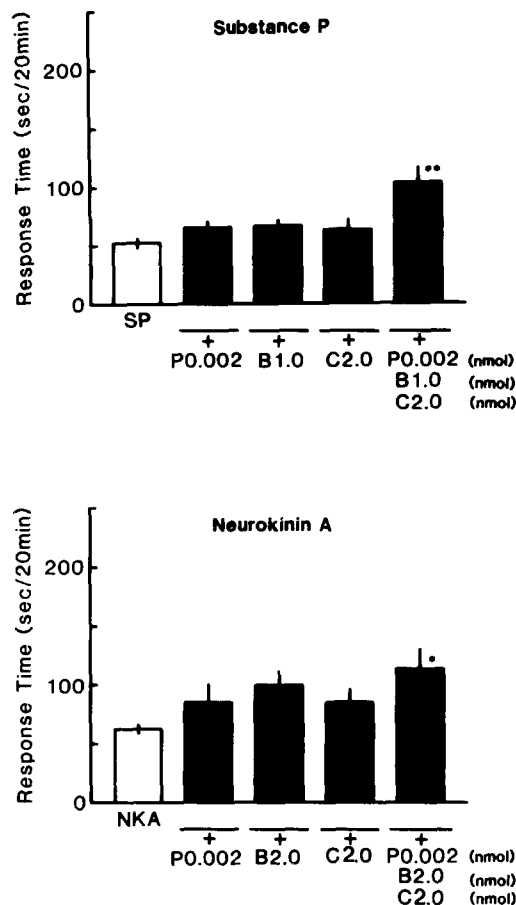 Substance P
Response Time (sec/20min)
200
100
0
SP
+ + + +
P0.002 B1.0 C2.0 P0.002 (nmol)
B1.0 (nmol)
C2.0 (nmol)
Neurokinin A
Response Time (sec/20min)
200
100
0
NKA
+ + + +
P0.002 B2.0 C2.0 P0.002 (nmol)
B2.0 (nmol)
C2.0 (nmol)